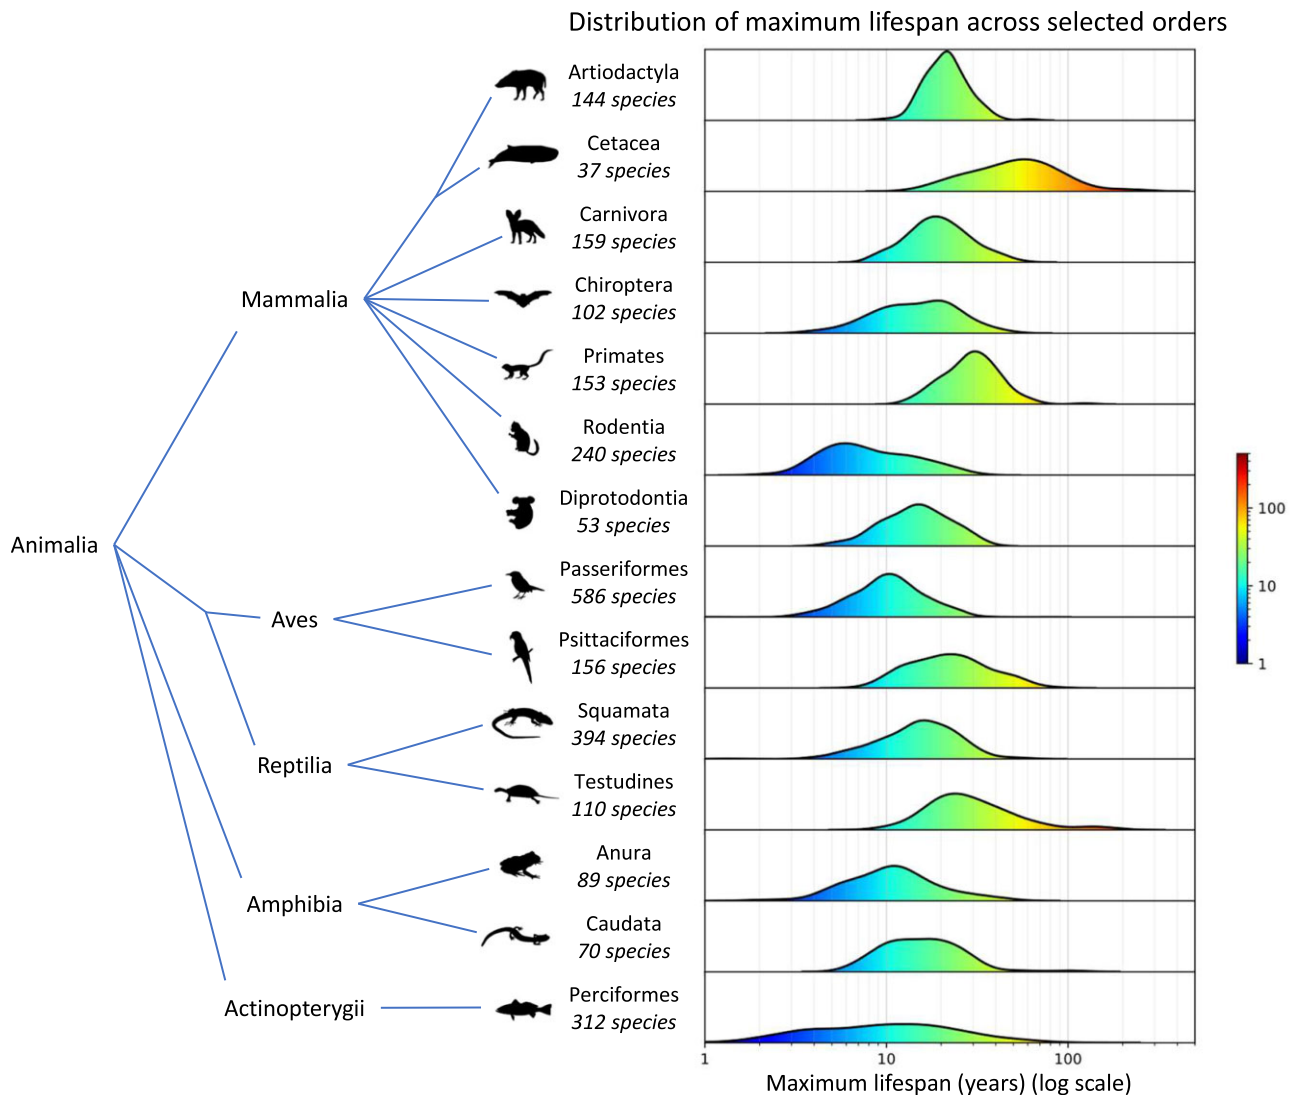 Distribution of maximum lifespan across selected orders
Artiodactyla
144 species
Cetacea
37 species
Carnivora
159 species
Chiroptera
102 species
Mammalia
Primates
153 species
Rodentia
240 species
Diprotodontia
53 species
Animalia
Passeriformes
586 species
Aves
Psittaciformes
156 species
Squamata
394 species
Reptilia
Testudines
110 species
Anura
89 species
Amphibia
Caudata
70 species
Actinopterygii
Perciformes
312 species
100
10
1
1 10 100
Maximum lifespan (years) (log scale)